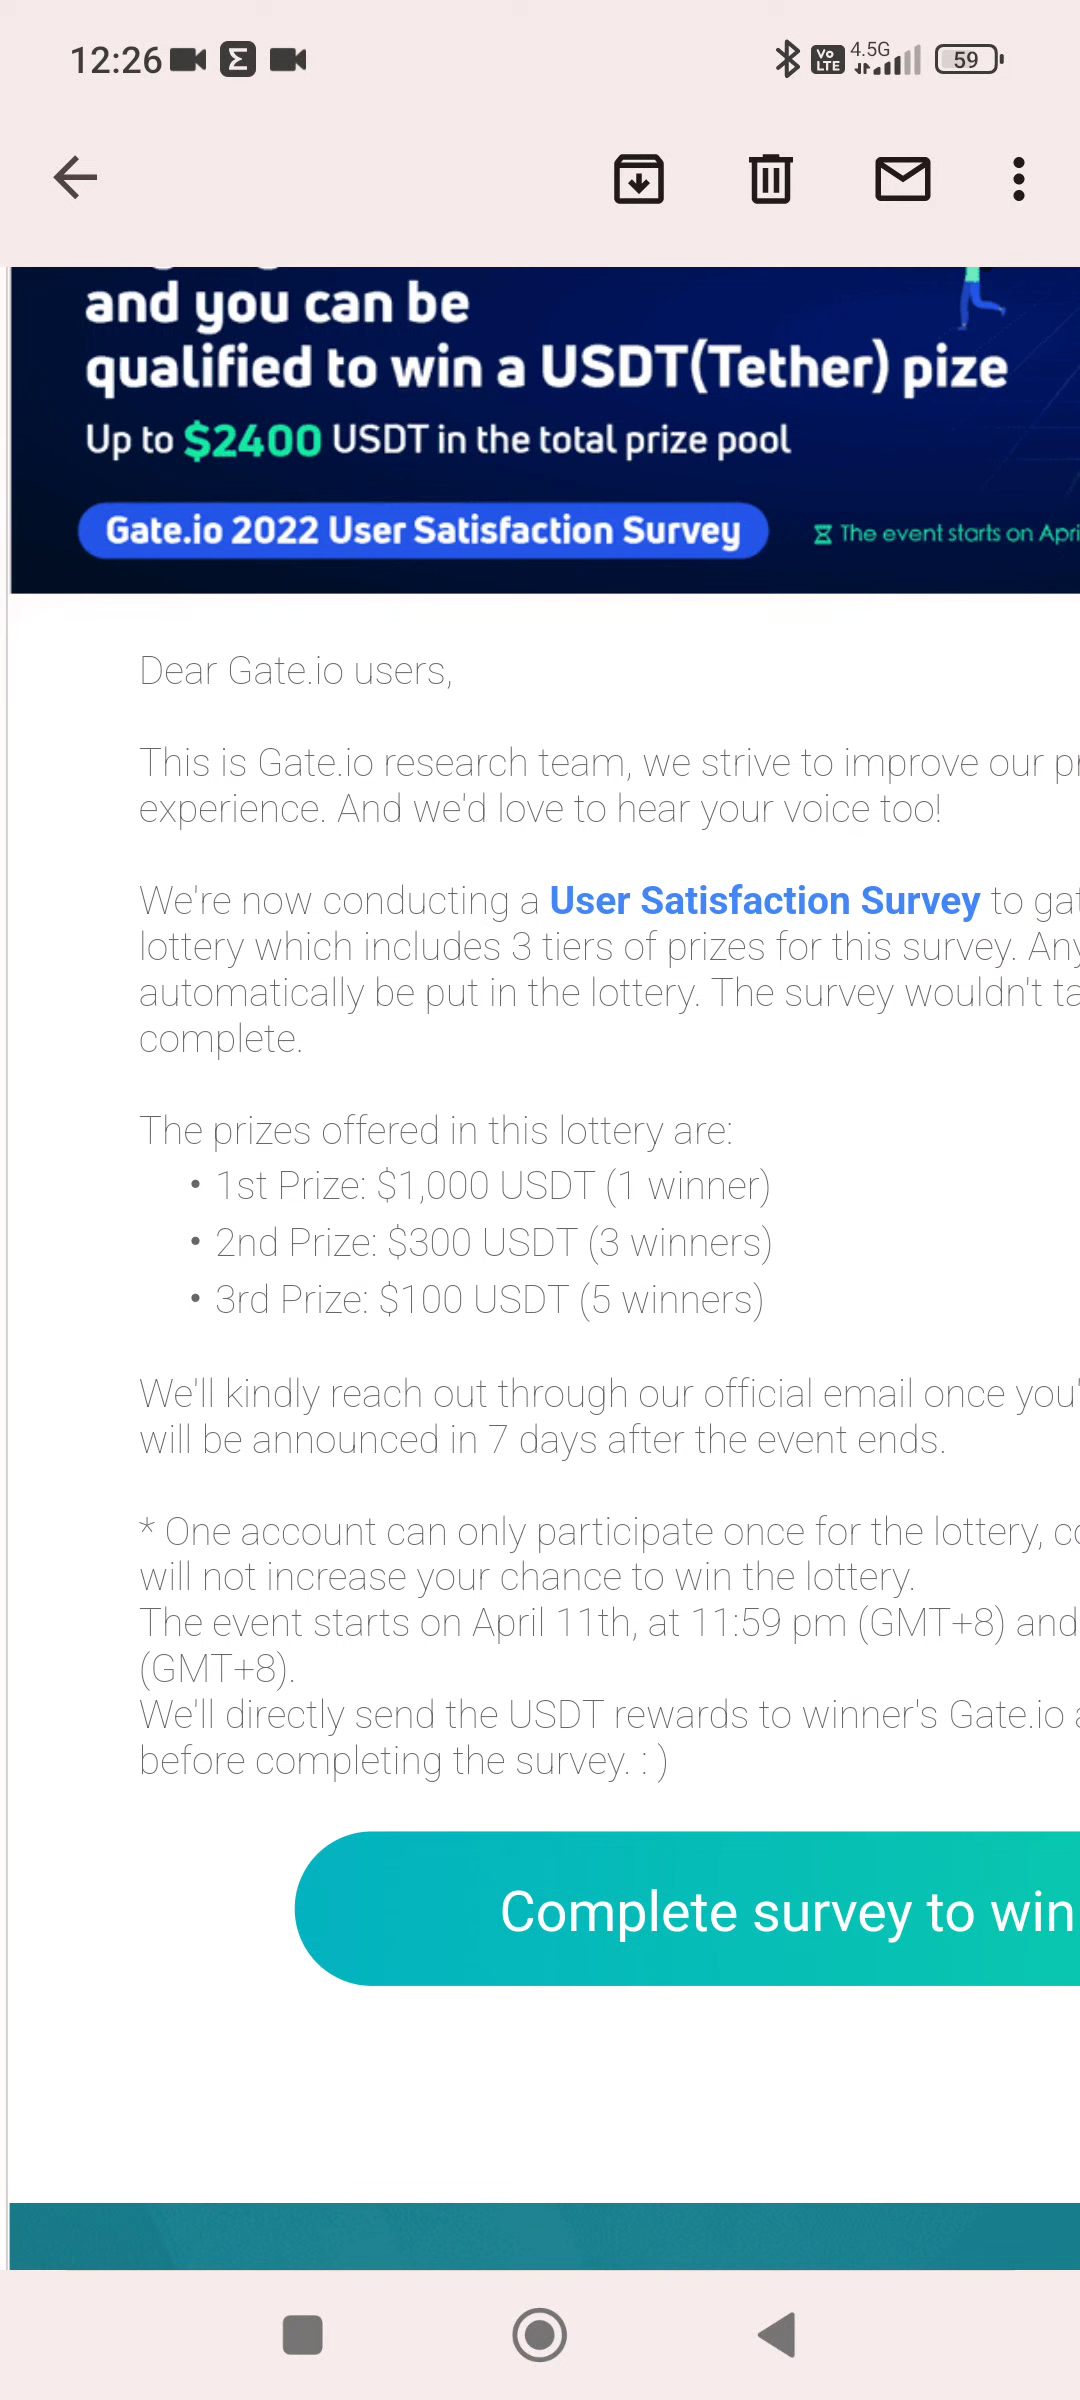 12:26
Vo LTE 4.5G 59
and you can be
qualified to win a USDT(Tether) pize
Up to $2400 USDT in the total prize pool
Gate.io 2022 User Satisfaction Survey
The event starts on Apri
Dear Gate.io users,
This is Gate.io research team, we strive to improve our pr
experience. And we'd love to hear your voice too!
We're now conducting a User Satisfaction Survey to gat
lottery which includes 3 tiers of prizes for this survey. Any
automatically be put in the lottery. The survey wouldn't ta
complete.
The prizes offered in this lottery are:
• 1st Prize: $1,000 USDT (1 winner)
• 2nd Prize: $300 USDT (3 winners)
• 3rd Prize: $100 USDT (5 winners)
We'll kindly reach out through our official email once you'
will be announced in 7 days after the event ends.
* One account can only participate once for the lottery, co
will not increase your chance to win the lottery.
The event starts on April 11th, at 11:59 pm (GMT+8) and
(GMT+8).
We'll directly send the USDT rewards to winner's Gate.io a
before completing the survey. : )
Complete survey to win